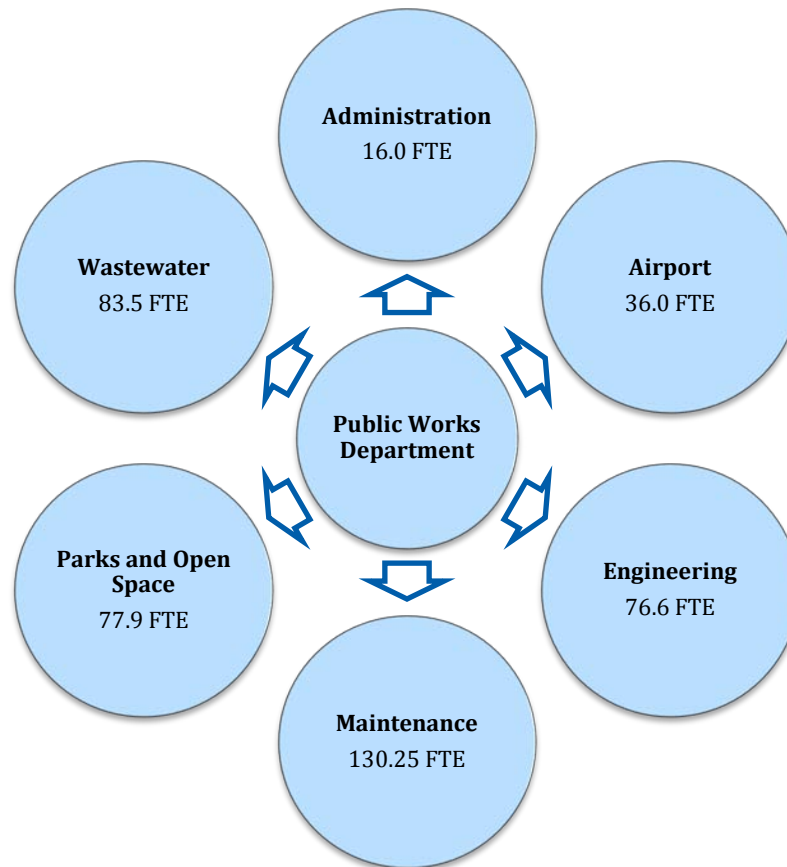 Administration
16.0 FTE
Wastewater
83.5 FTE
Airport
36.0 FTE
Public Works
Department
Parks and Open
Space
77.9 FTE
Engineering
76.6 FTE
Maintenance
130.25 FTE